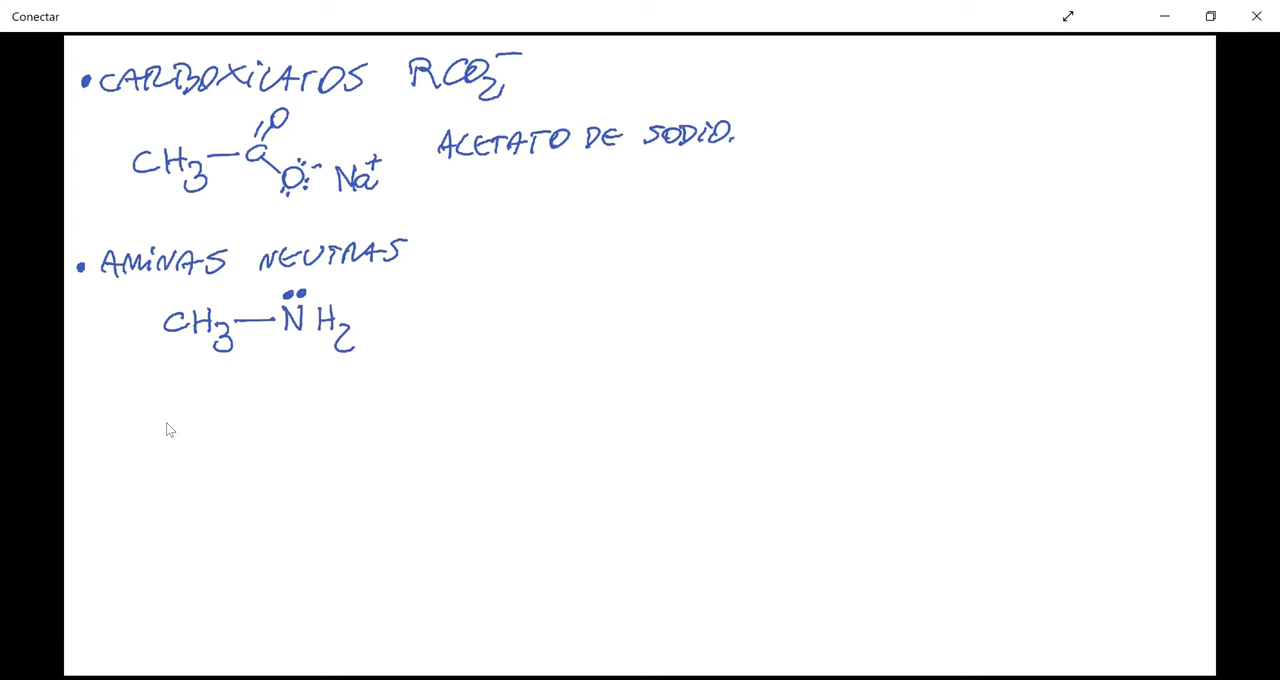 Conectar
• CARBOXiLATOS RCO₂⁻
O
CH₃—C
O⁻ Na⁺ ACETATO DE SODIO.
• AMiNAS NEUTRAS
CH₃—N̈H₂